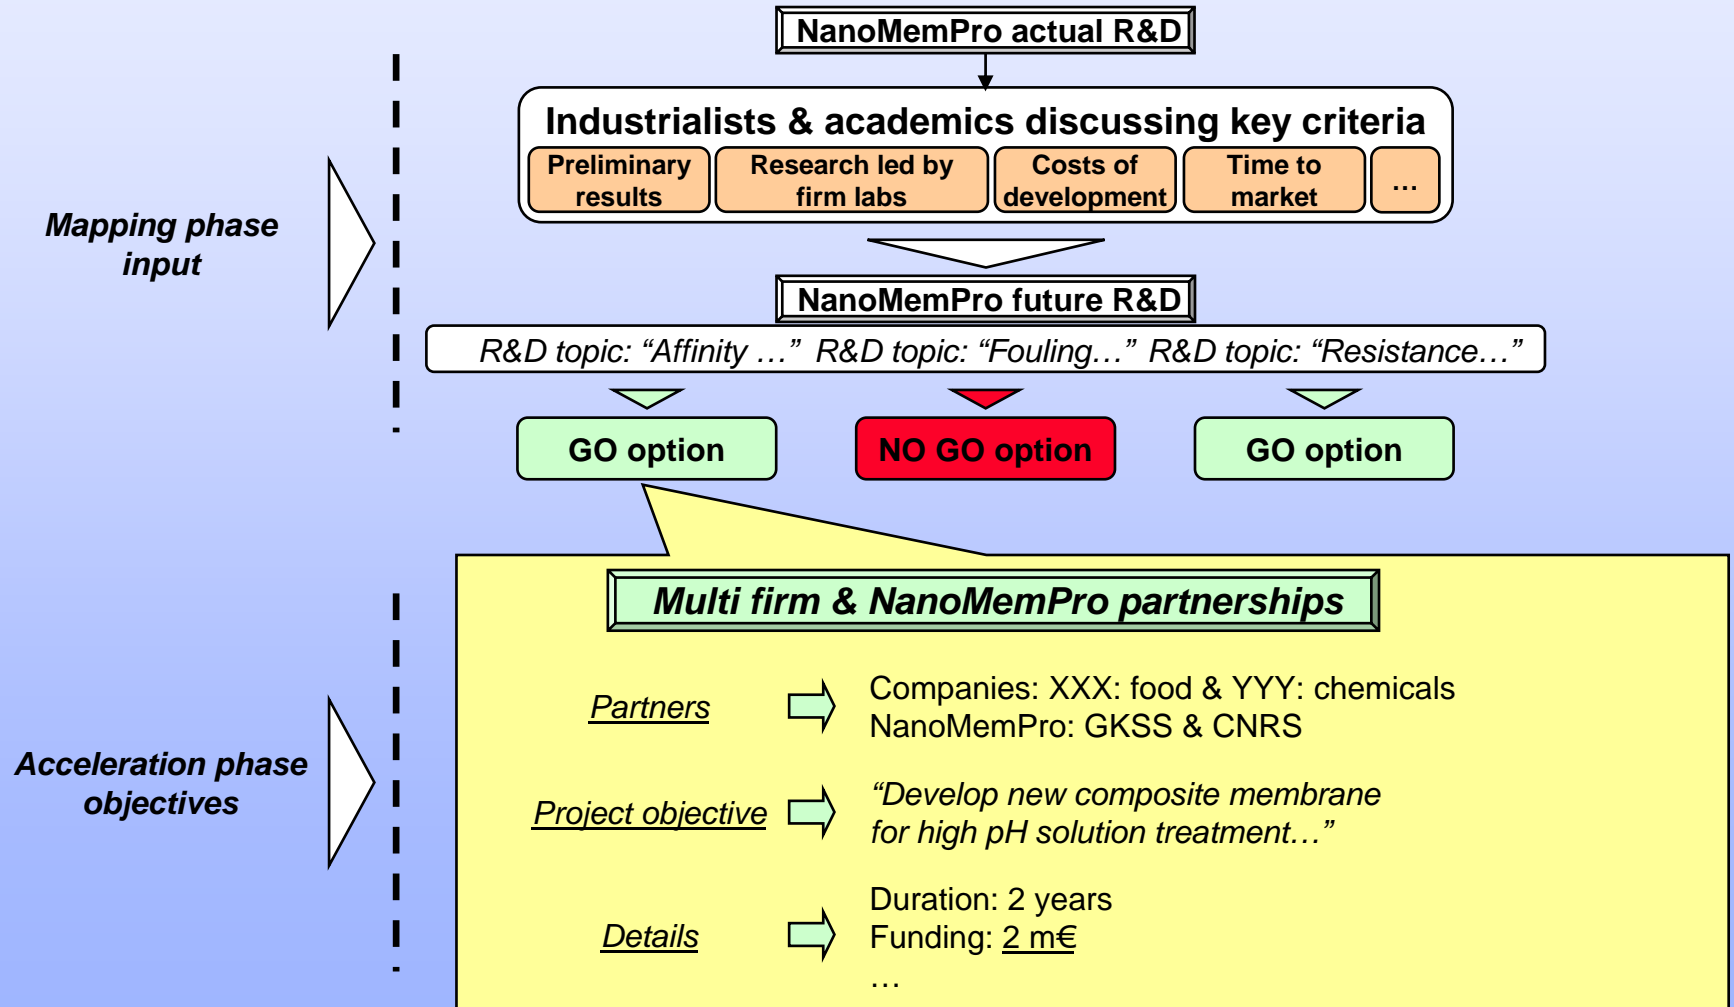 NanoMemPro actual R&D
Industrialists & academics discussing key criteria
Preliminary
results
Research led by
firm labs
Costs of
development
Time to
market
…
Mapping phase
input
NanoMemPro future R&D
R&D topic: “Affinity …” R&D topic: “Fouling…” R&D topic: “Resistance…”
GO option
NO GO option
GO option
Multi firm & NanoMemPro partnerships
Partners
Companies: XXX: food & YYY: chemicals
NanoMemPro: GKSS & CNRS
Acceleration phase
objectives
Project objective
“Develop new composite membrane
for high pH solution treatment…”
Details
Duration: 2 years
Funding: 2 m€
…